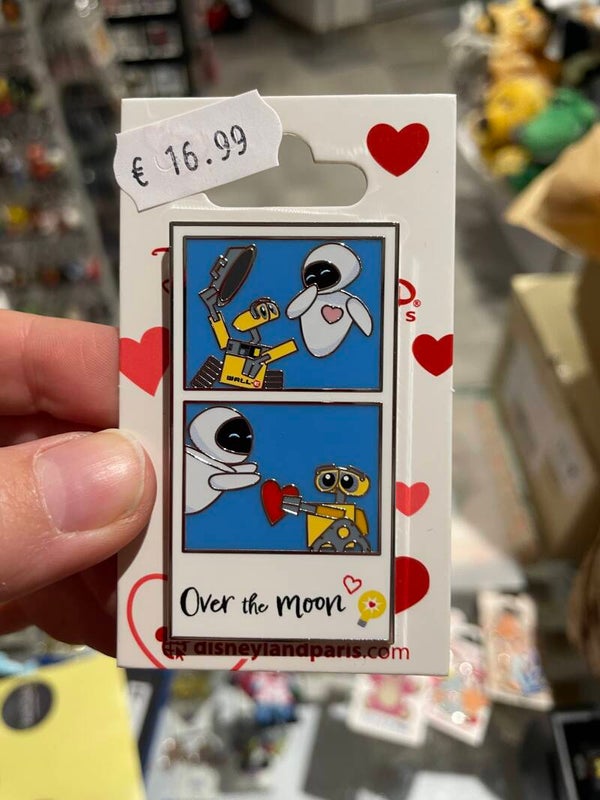 € 16.99
WALL·E
Over the moon
disneylandparis.com